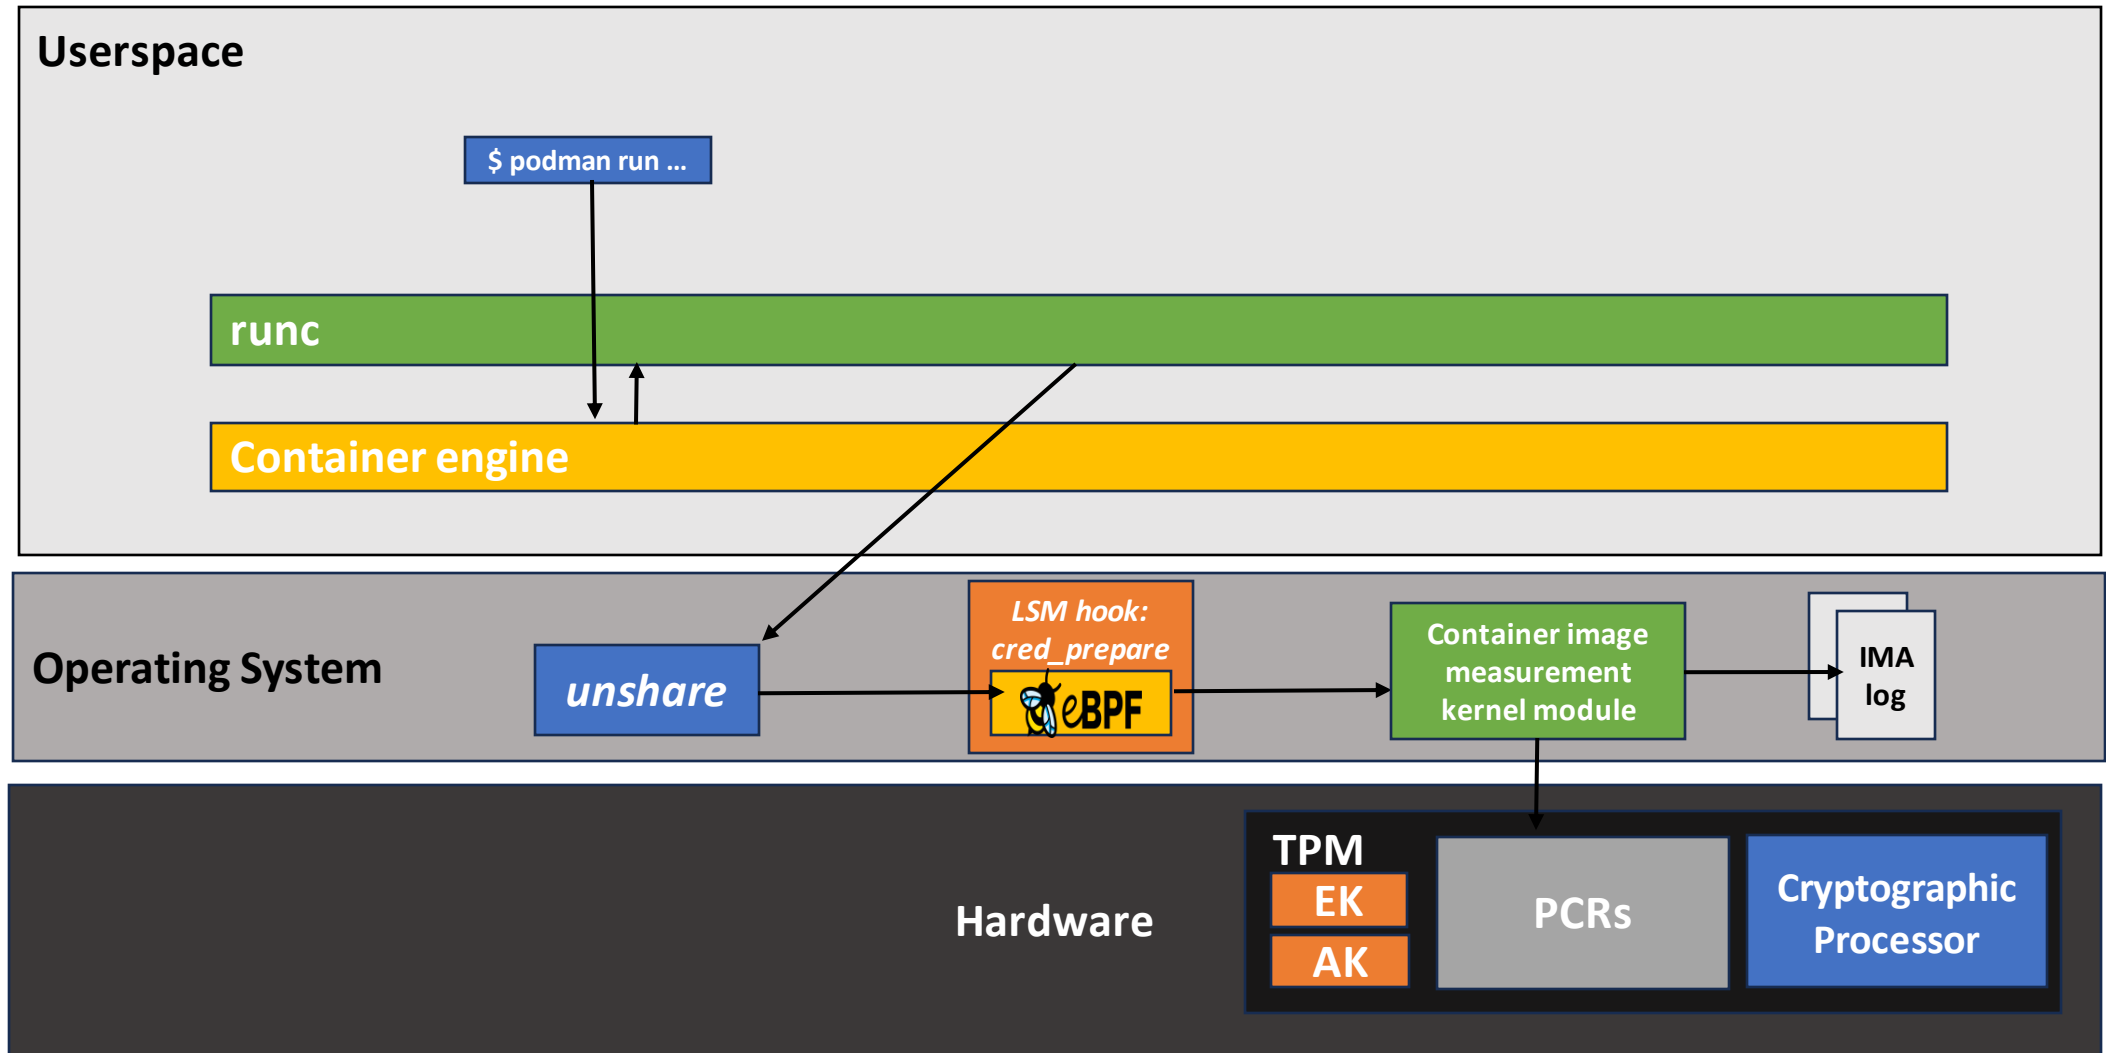 Userspace
$ podman run ...
runc
Container engine
Operating System
unshare
LSM hook:
cred_prepare
eBPF
Container image
measurement
kernel module
IMA
log
Hardware
TPM
EK
AK
PCRs
Cryptographic
Processor